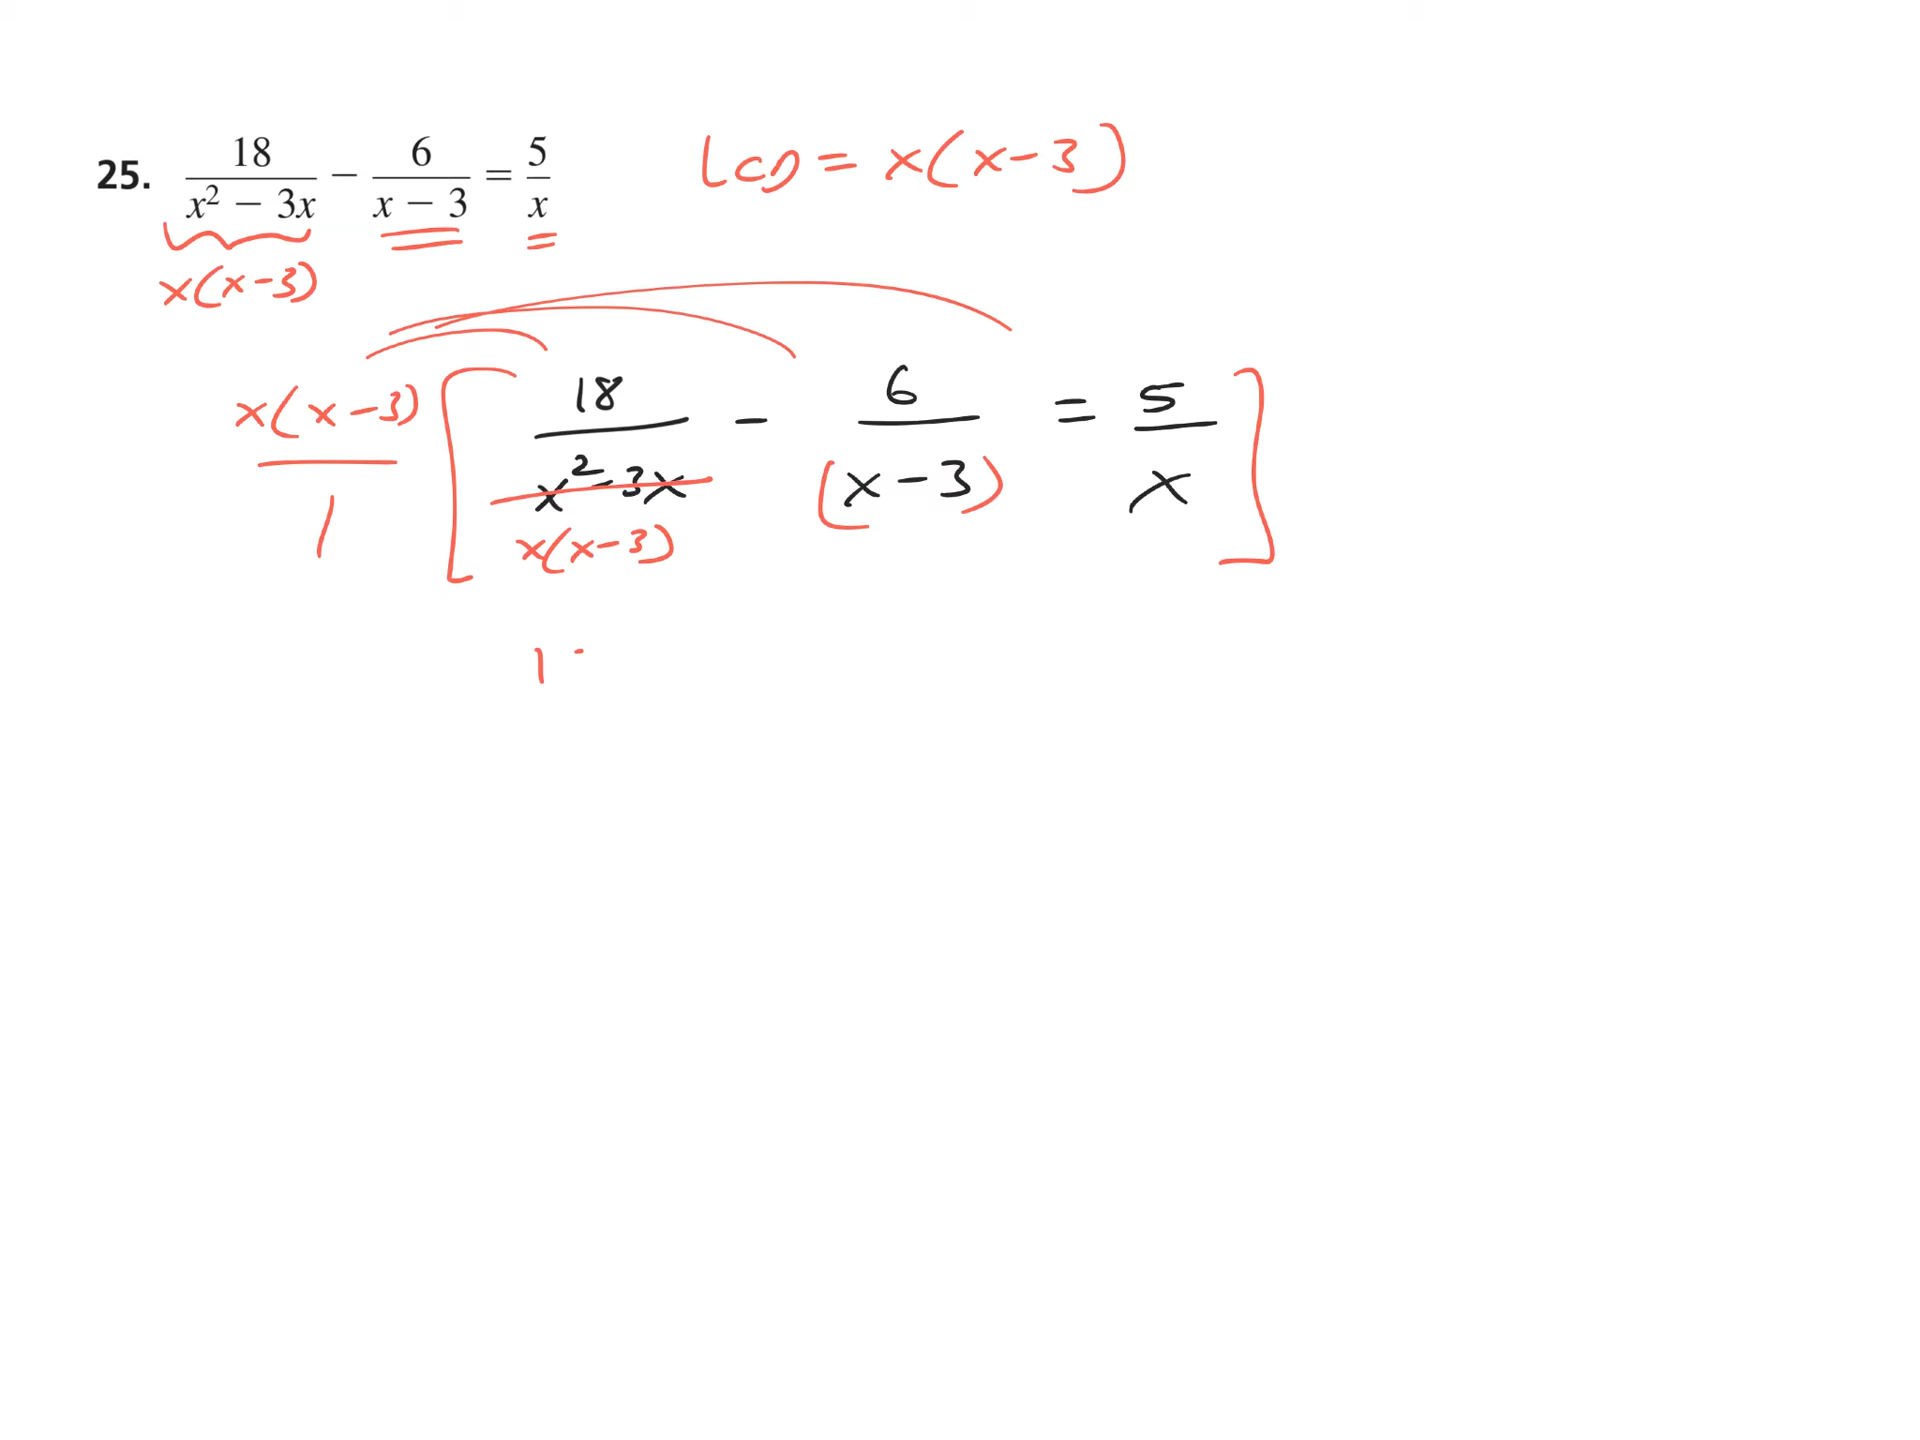 25. 18/(x² − 3x) − 6/(x − 3) = 5/x
LCD = x(x-3)
x(x-3)
x(x-3)/1 [ 18/(x²-3x) - 6/(x-3) = 5/x ]
x(x-3)